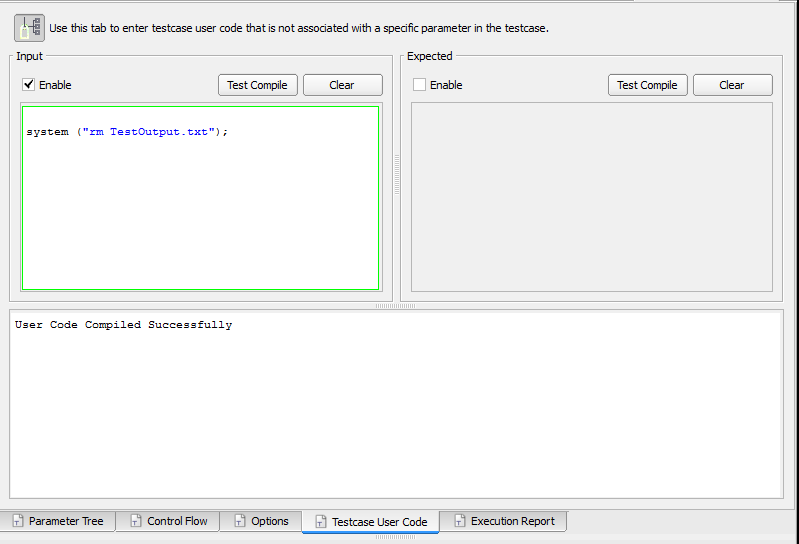 Use this tab to enter testcase user code that is not associated with a specific parameter in the testcase.
Input
Enable
Test Compile
Clear
system ("rm TestOutput.txt");
Expected
Enable
Test Compile
Clear
User Code Compiled Successfully
Parameter Tree
Control Flow
Options
Testcase User Code
Execution Report